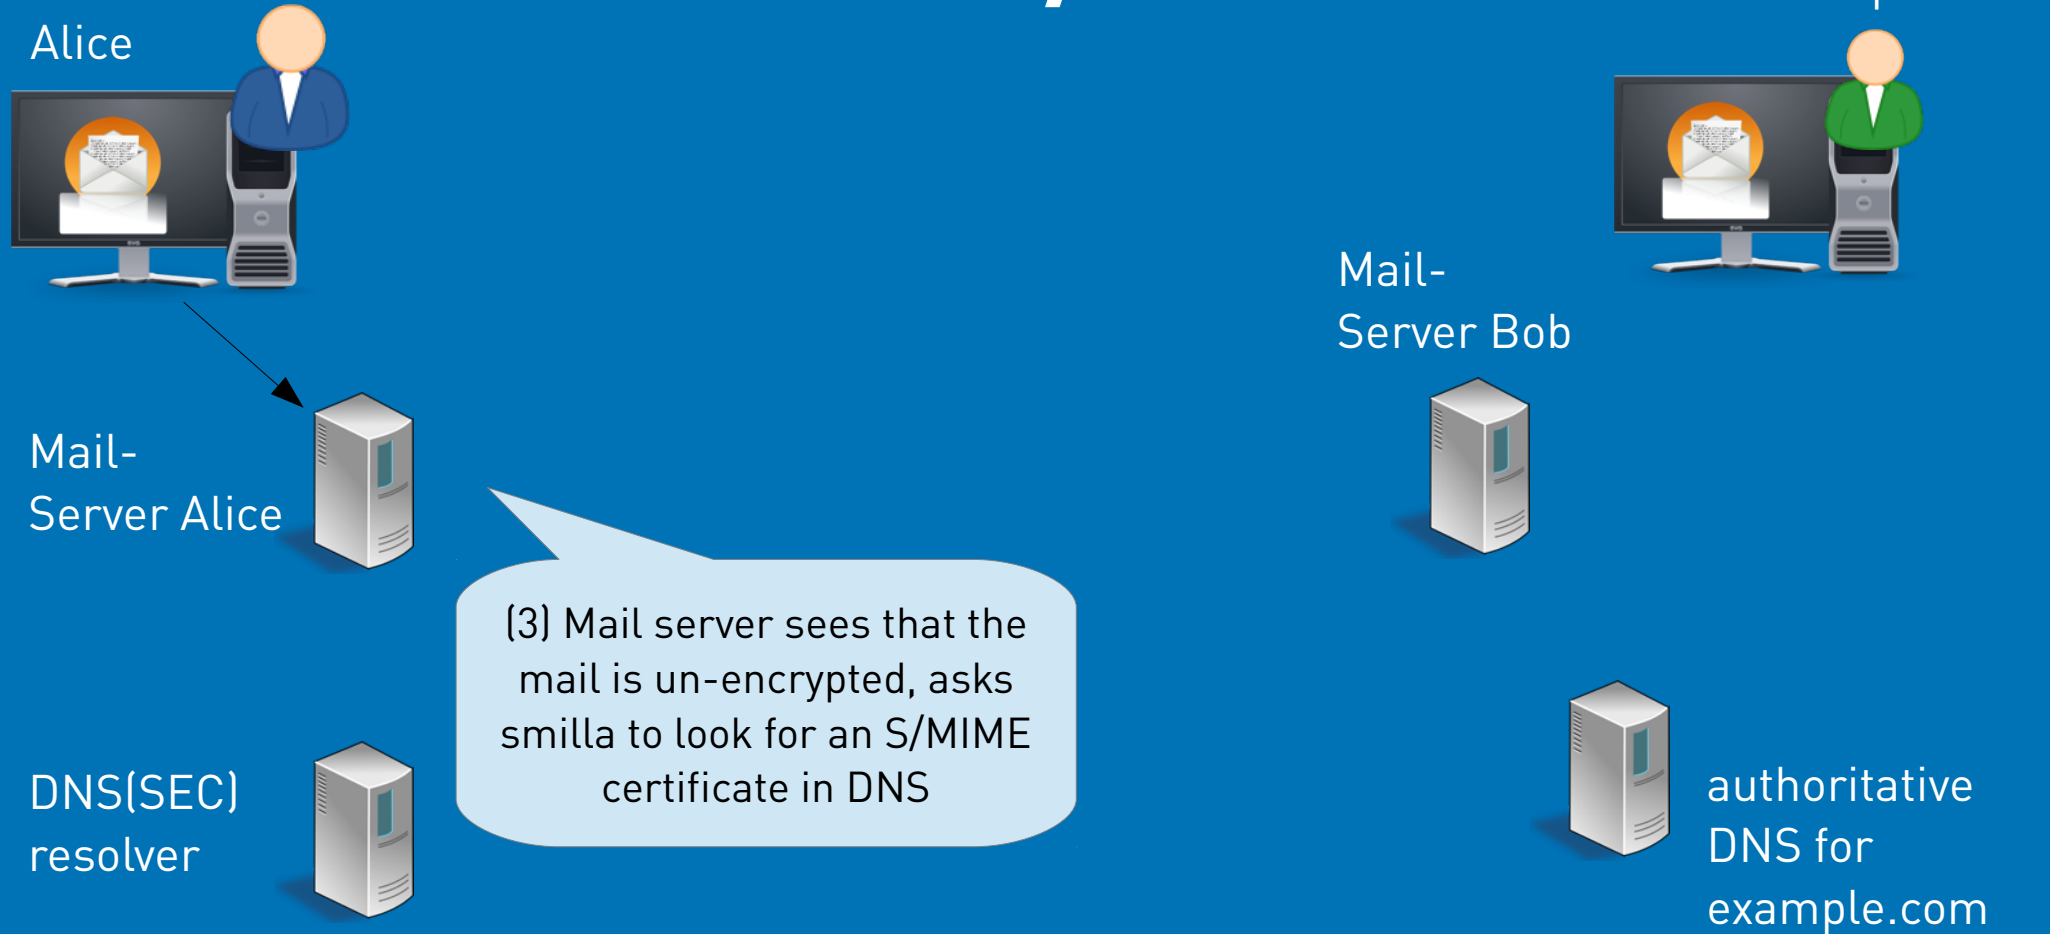 Alice
Mail-
Server Bob
Mail-
Server Alice
(3) Mail server sees that the
mail is un-encrypted, asks
smilla to look for an S/MIME
certificate in DNS
DNS(SEC)
resolver
authoritative
DNS for
example.com